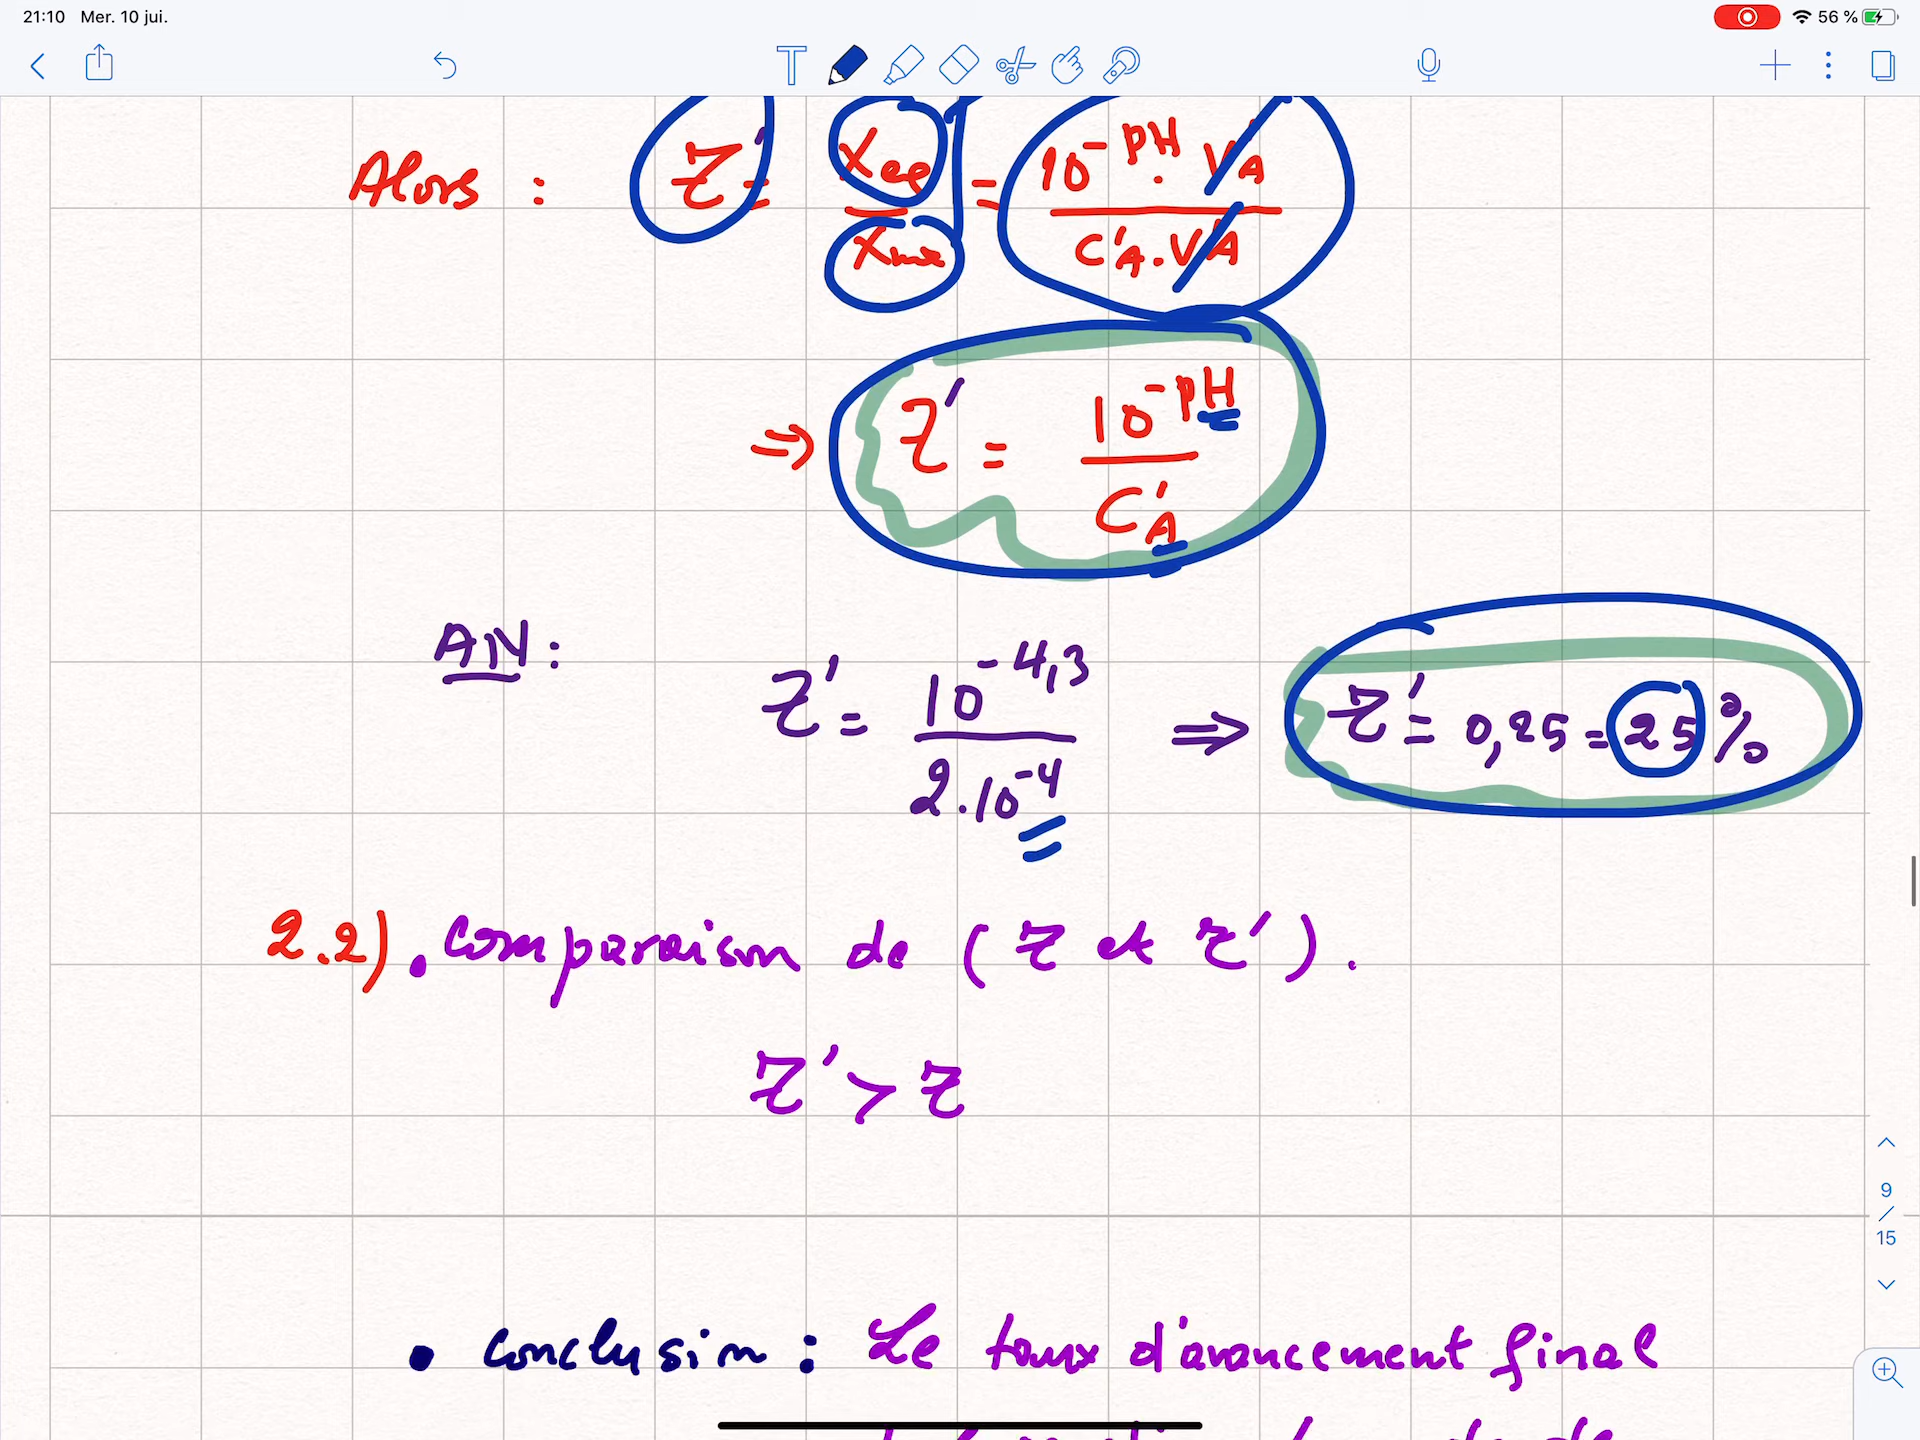 21:10 Mer. 10 jui. 56 %
Alors : τ' = Xeq / Xmax = 10^-pH . VA / C'A . VA
⇒ τ' = 10^-pH / C'A
AN : τ' = 10^-4,3 / 2.10^-4 ⇒ τ' = 0,25 = 25 %
2.2) . comparaison de ( τ et τ' ) .
τ' > τ
9
/
15
• conclusion : Le taux d'avancement final